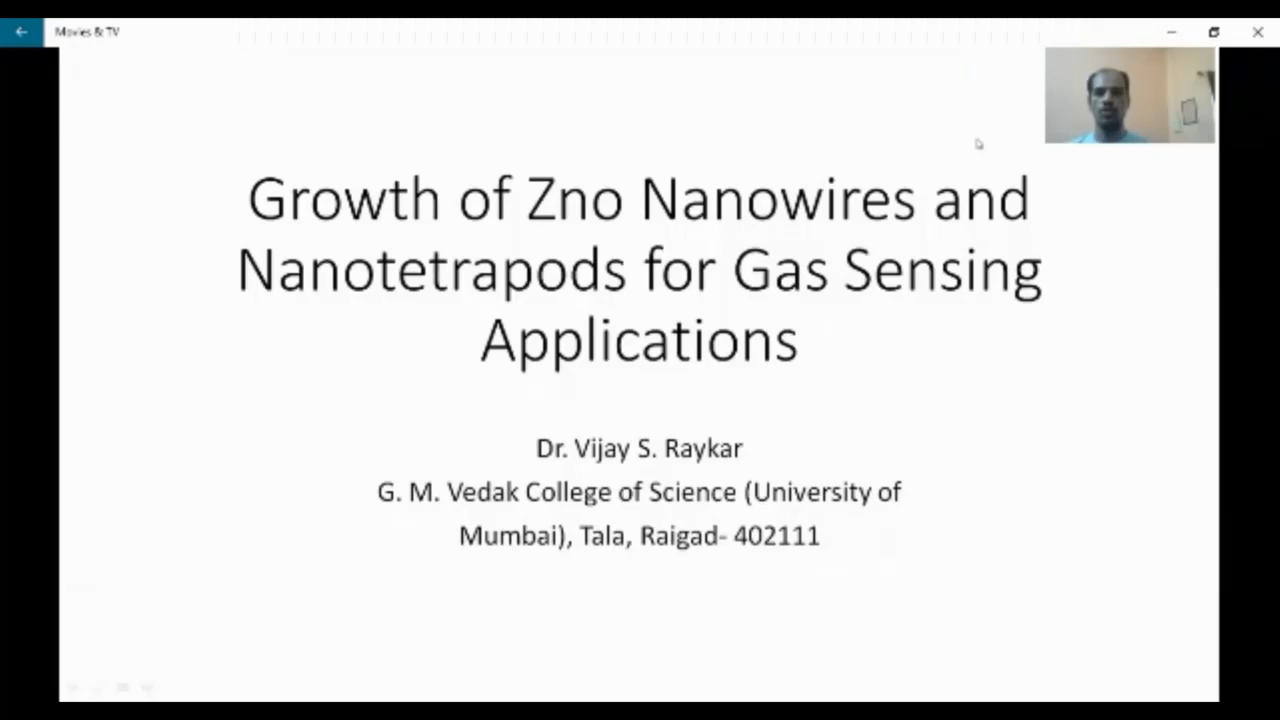 Movies & TV
Growth of Zno Nanowires and
Nanotetrapods for Gas Sensing
Applications
Dr. Vijay S. Raykar
G. M. Vedak College of Science (University of
Mumbai), Tala, Raigad- 402111